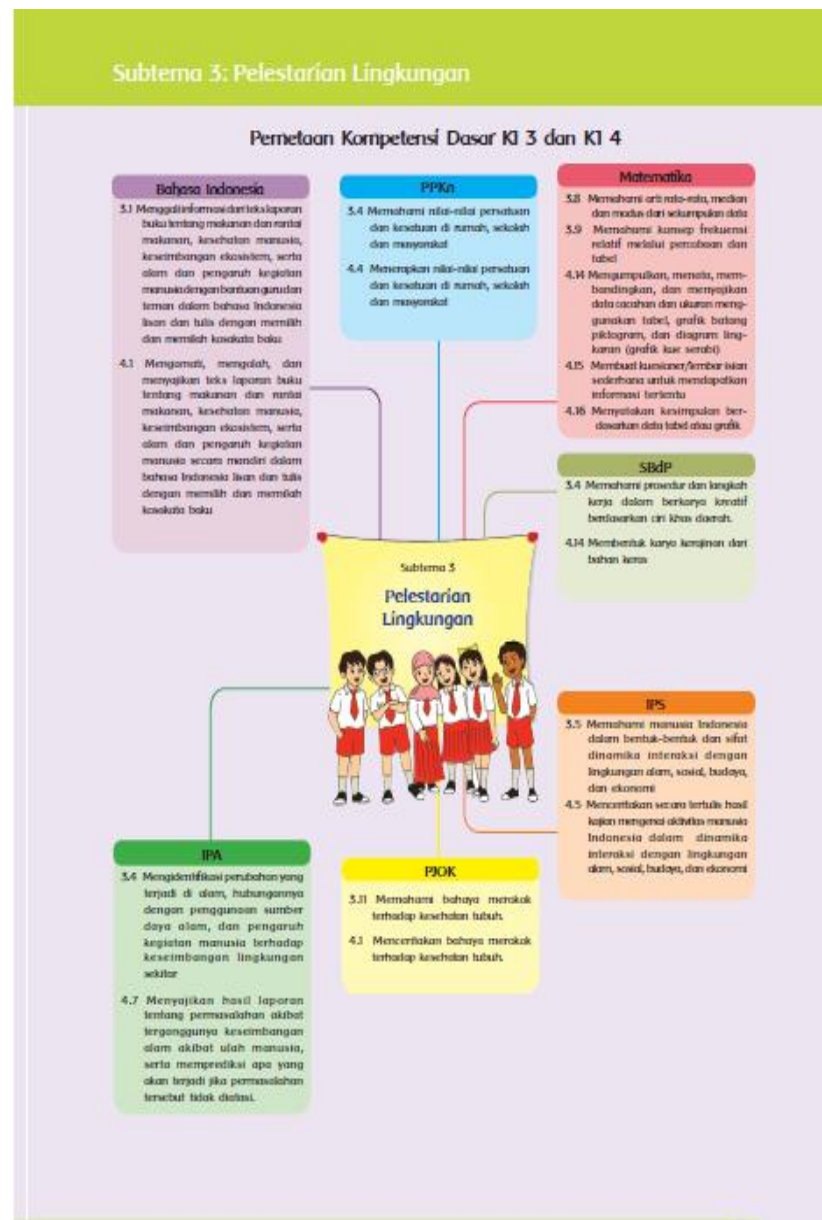 Subtema 3: Pelestarian Lingkungan
Pemetaan Kompetensi Dasar KI 3 dan KI 4
Bahasa Indonesia
3.1 Menggali informasi dari teks laporan
buku tentang makanan dan rantai
makanan, kesehatan manusia,
keseimbangan ekosistem, serta
alam dan pengaruh kegiatan
manusia dengan bantuan guru dan
teman dalam bahasa Indonesia
lisan dan tulis dengan memilih
dan memilah kosakata baku
4.1 Mengamati, mengolah, dan
menyajikan teks laporan buku
tentang makanan dan rantai
makanan, kesehatan manusia,
keseimbangan ekosistem, serta
alam dan pengaruh kegiatan
manusia secara mandiri dalam
bahasa Indonesia lisan dan tulis
dengan memilih dan memilah
kosakata baku
PPKn
3.4 Memahami nilai-nilai persatuan
dan kesatuan di rumah, sekolah
dan masyarakat
4.4 Menerapkan nilai-nilai persatuan
dan kesatuan di rumah, sekolah
dan masyarakat
Matematika
3.8 Memahami arti rata-rata, median
dan modus dari sekumpulan data
3.9 Memahami konsep frekuensi
relatif melalui percobaan dan
tabel
4.14 Mengumpulkan, menata, mem-
bandingkan, dan menyajikan
data cacahan dan ukuran meng-
gunakan tabel, grafik batang
piktogram, dan diagram ling-
karan (grafik kue serabi)
4.15 Membuat kuesioner/lembar isian
sederhana untuk mendapatkan
informasi tertentu
4.16 Menyatakan kesimpulan ber-
dasarkan data tabel atau grafik
SBdP
3.4 Memahami prosedur dan langkah
kerja dalam berkarya kreatif
berdasarkan ciri khas daerah.
4.14 Membentuk karya kerajinan dari
bahan keras
Subtema 3
Pelestarian
Lingkungan
IPS
3.5 Memahami manusia Indonesia
dalam bentuk-bentuk dan sifat
dinamika interaksi dengan
lingkungan alam, sosial, budaya,
dan ekonomi
4.5 Menceritakan secara tertulis hasil
kajian mengenai aktivitas manusia
Indonesia dalam dinamika
interaksi dengan lingkungan
alam, sosial, budaya, dan ekonomi
IPA
3.4 Mengidentifikasi perubahan yang
terjadi di alam, hubungannya
dengan penggunaan sumber
daya alam, dan pengaruh
kegiatan manusia terhadap
keseimbangan lingkungan
sekitar
4.7 Menyajikan hasil laporan
tentang permasalahan akibat
terganggunya keseimbangan
alam akibat ulah manusia,
serta memprediksi apa yang
akan terjadi jika permasalahan
tersebut tidak diatasi.
PJOK
3.11 Memahami bahaya merokok
terhadap kesehatan tubuh.
4.1 Menceritakan bahaya merokok
terhadap kesehatan tubuh.